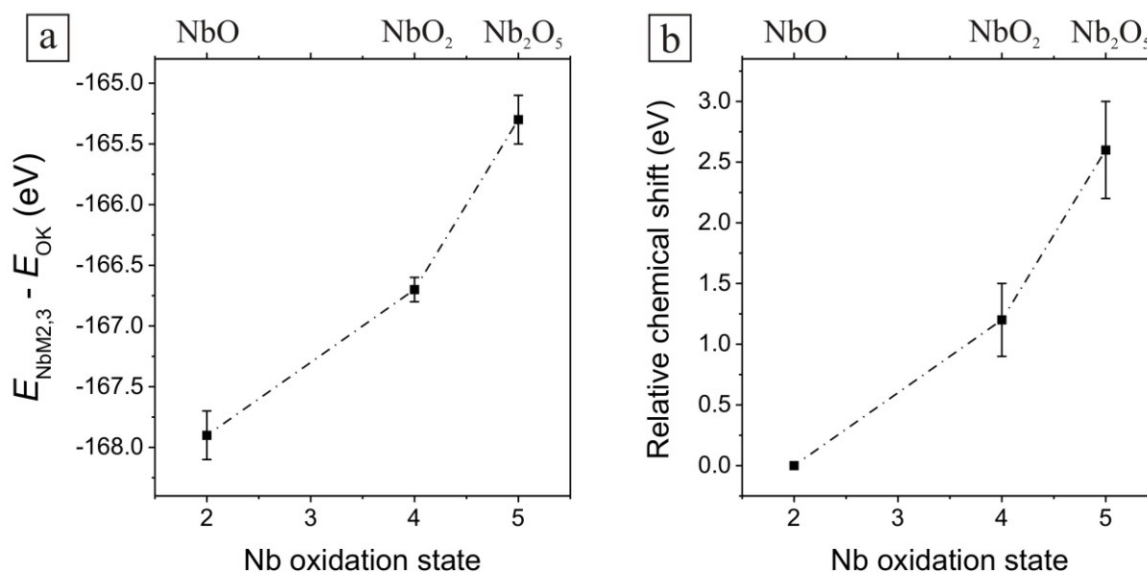 a
NbO NbO₂ Nb₂O₅
-165.0
-165.5
-166.0
-166.5
-167.0
-167.5
-168.0
E_NbM2,3 - E_OK (eV)
2 3 4 5
Nb oxidation state
b
NbO NbO₂ Nb₂O₅
3.0
2.5
2.0
1.5
1.0
0.5
0.0
Relative chemical shift (eV)
2 3 4 5
Nb oxidation state